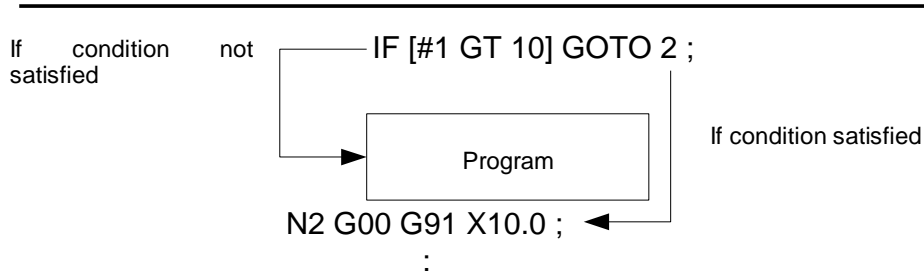 If condition not
satisfied
IF [#1 GT 10] GOTO 2 ;
If condition satisfied
Program
N2 G00 G91 X10.0 ;
: